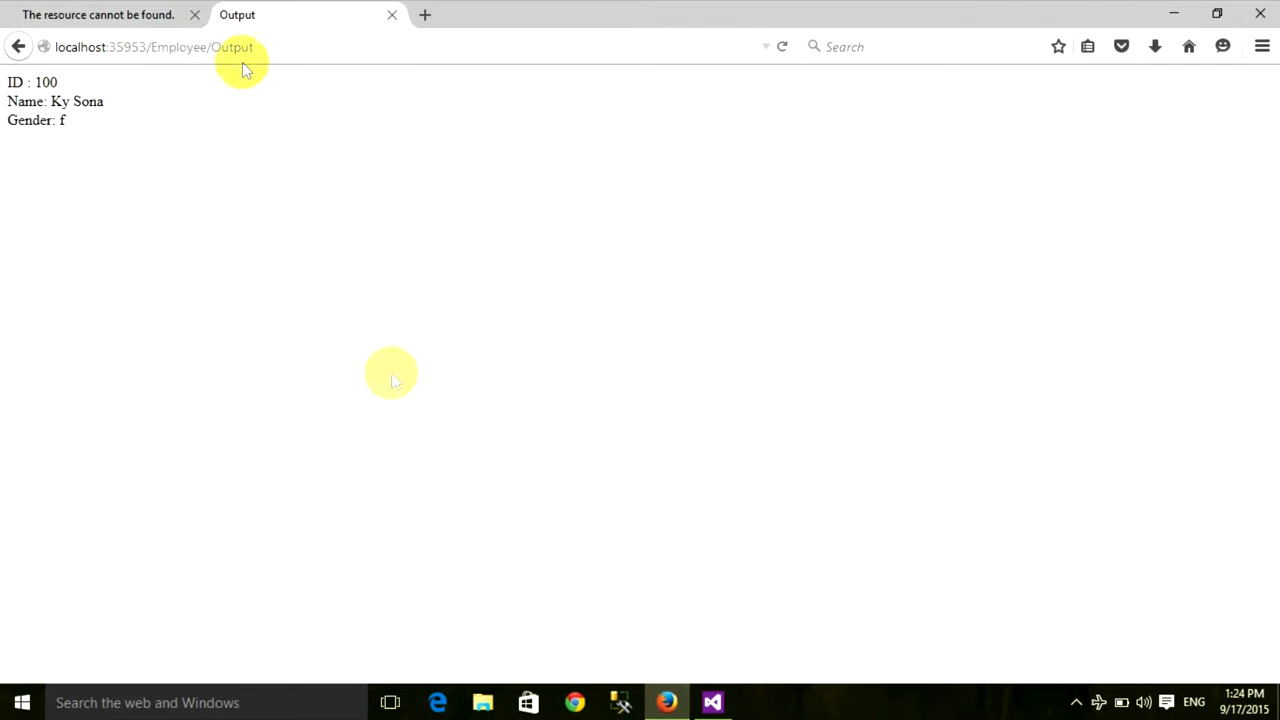 The resource cannot be found.
Output
localhost:35953/Employee/Output
Search
ID : 100
Name: Ky Sona
Gender: f
Search the web and Windows
ENG
1:24 PM
9/17/2015